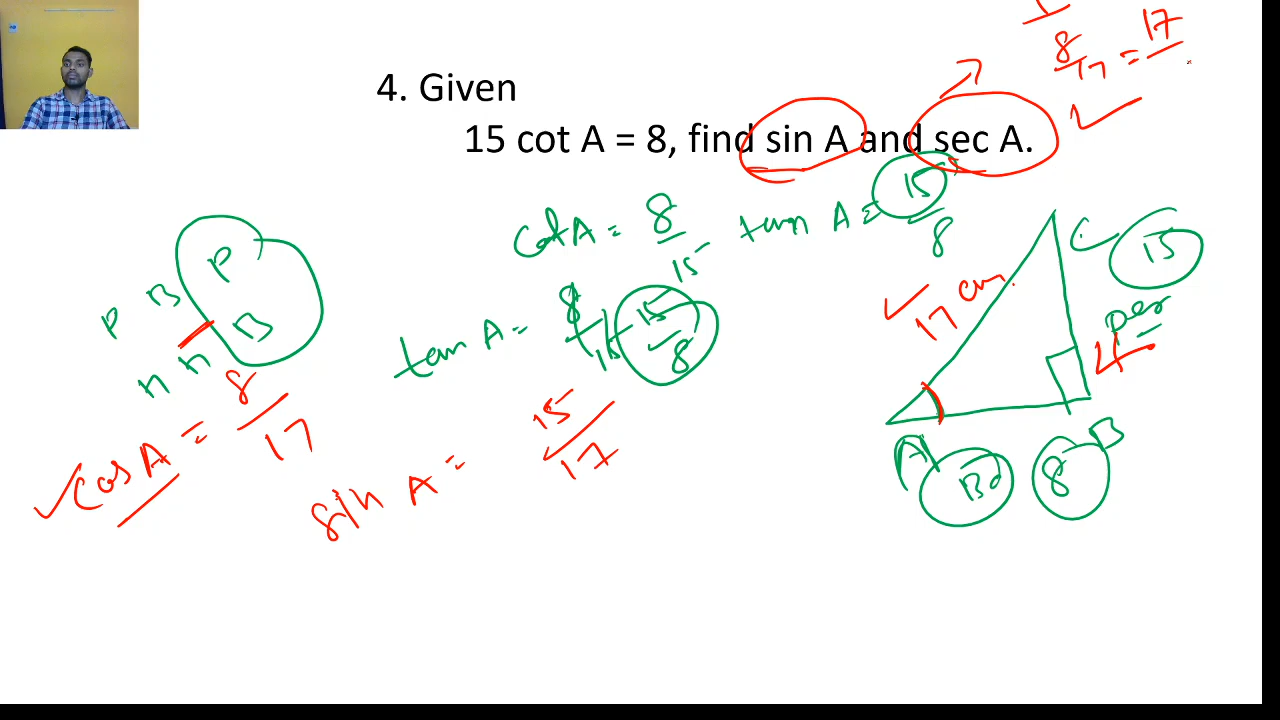 4. Given
15 cot A = 8, find sin A and sec A.
8/17 = 17/
cot A = 8/15
tan A = 15/8
tan A = 8/15 15/8
P B P
H H B
cos A = 8/17
sin A = 15/17
17 cm
C 15
per
A B
8